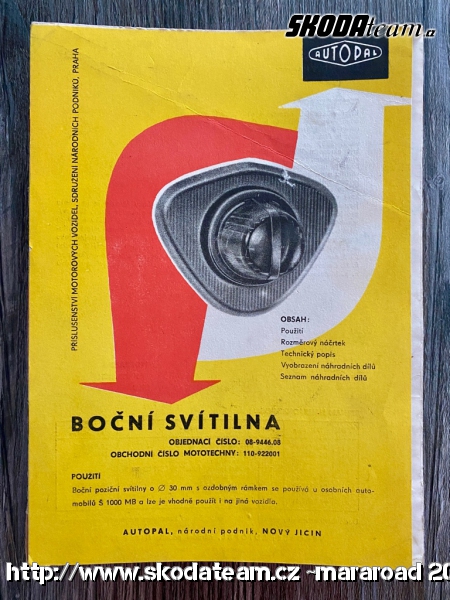 ŠKODAteam.cz
AUTOPAL
PŘÍSLUŠENSTVÍ MOTOROVÝCH VOZIDEL, SDRUŽENÍ NÁRODNÍCH PODNIKŮ, PRAHA
OBSAH:
Použití
Rozměrový náčrtek
Technický popis
Vyobrazení náhradních dílů
Seznam náhradních dílů
BOČNÍ SVÍTILNA
OBJEDNACÍ ČÍSLO: 08-9446.08
OBCHODNÍ ČÍSLO MOTOTECHNY: 110-922001
POUŽITÍ
Boční poziční svítilny o Ø 30 mm s ozdobným rámkem se používá u osobních auto-
mobilů Š 1000 MB a lze je vhodně použít i na jiná vozidla.
AUTOPAL, národní podnik, NOVÝ JIČÍN
http://www.skodateam.cz ~mararoad 20